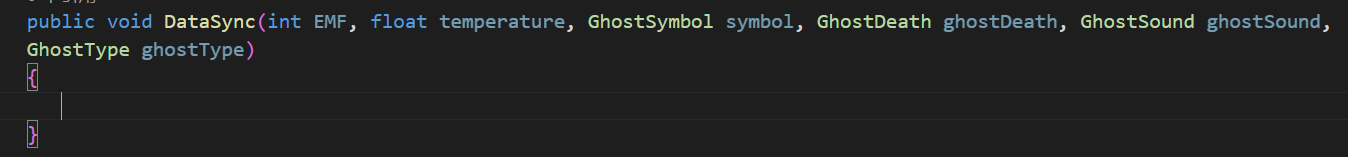 public void DataSync(int EMF, float temperature, GhostSymbol symbol, GhostDeath ghostDeath, GhostSound ghostSound,
GhostType ghostType)
{
}